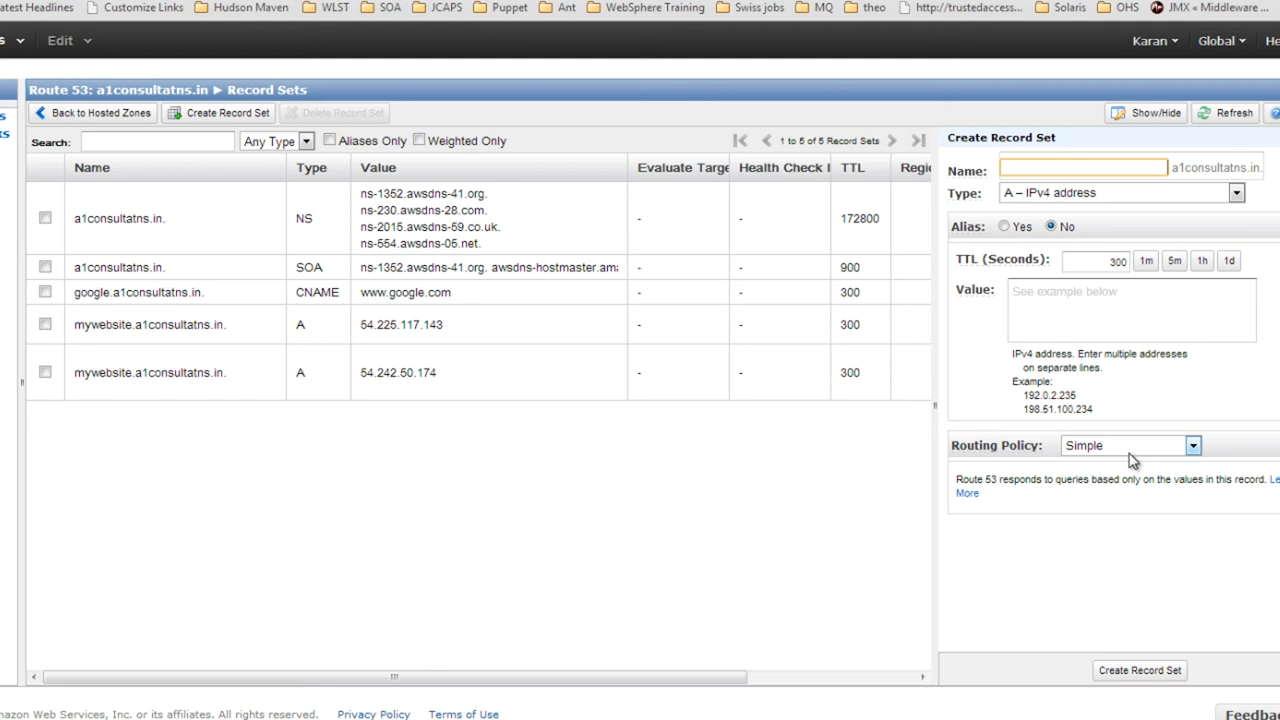 atest Headlines Customize Links Hudson Maven WLST SOA JCAPS Puppet Ant WebSphere Training Swiss jobs MQ theo http://trustedaccess... Solaris OHS JMX « Middleware ...
s Edit Karan Global He
Route 53: a1consultatns.in ▶ Record Sets
Back to Hosted Zones Create Record Set Delete Record Set Show/Hide Refresh
Search: Any Type Aliases Only Weighted Only 1 to 5 of 5 Record Sets
Name Type Value Evaluate Targe Health Check I TTL Regi
a1consultatns.in. NS ns-1352.awsdns-41.org. - - 172800
ns-230.awsdns-28.com.
ns-2015.awsdns-59.co.uk.
ns-554.awsdns-05.net.
a1consultatns.in. SOA ns-1352.awsdns-41.org. awsdns-hostmaster.ama - - 900
google.a1consultatns.in. CNAME www.google.com - - 300
mywebsite.a1consultatns.in. A 54.225.117.143 - - 300
mywebsite.a1consultatns.in. A 54.242.50.174 - - 300
Create Record Set
Name: a1consultatns.in.
Type: A – IPv4 address
Alias: Yes No
TTL (Seconds): 300 1m 5m 1h 1d
Value: See example below
IPv4 address. Enter multiple addresses
on separate lines.
Example:
192.0.2.235
198.51.100.234
Routing Policy: Simple
Route 53 responds to queries based only on the values in this record. Le
More
Create Record Set
mazon Web Services, Inc. or its affiliates. All rights reserved. Privacy Policy Terms of Use Feedba